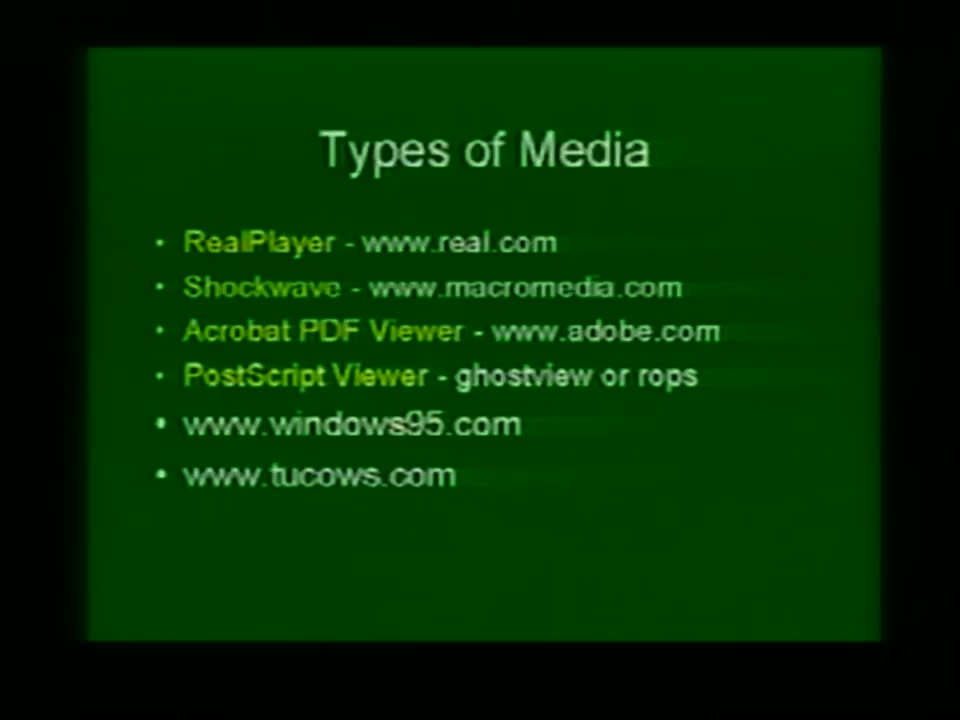 Types of Media
• RealPlayer - www.real.com
• Shockwave - www.macromedia.com
• Acrobat PDF Viewer - www.adobe.com
• PostScript Viewer - ghostview or rops
• www.windows95.com
• www.tucows.com